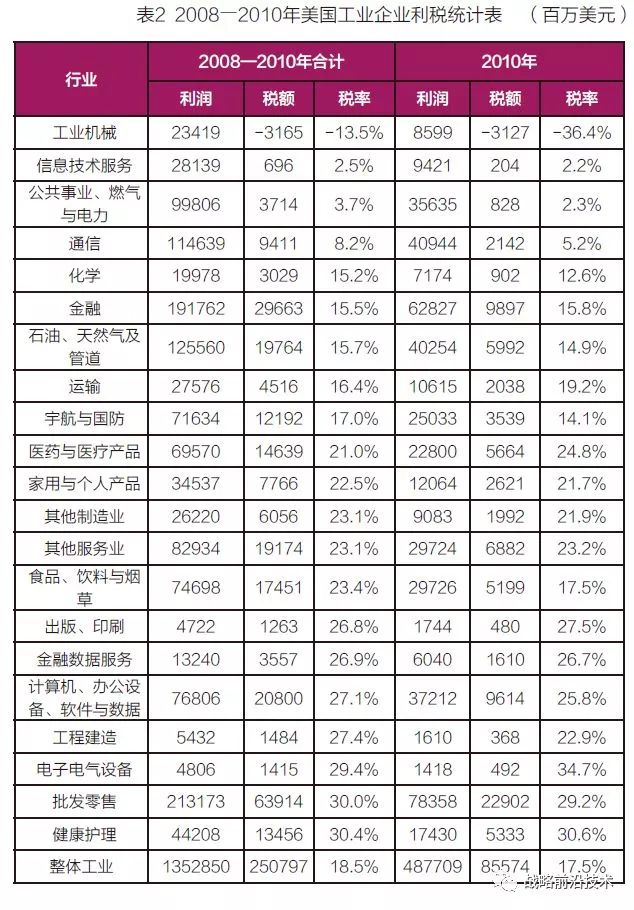 表2 2008—2010年美国工业企业利税统计表 （百万美元）
行业 2008—2010年合计 2010年
利润 税额 税率 利润 税额 税率
工业机械 23419 -3165 -13.5% 8599 -3127 -36.4%
信息技术服务 28139 696 2.5% 9421 204 2.2%
公共事业、燃气
与电力 99806 3714 3.7% 35635 828 2.3%
通信 114639 9411 8.2% 40944 2142 5.2%
化学 19978 3029 15.2% 7174 902 12.6%
金融 191762 29663 15.5% 62827 9897 15.8%
石油、天然气及
管道 125560 19764 15.7% 40254 5992 14.9%
运输 27576 4516 16.4% 10615 2038 19.2%
宇航与国防 71634 12192 17.0% 25033 3539 14.1%
医药与医疗产品 69570 14639 21.0% 22800 5664 24.8%
家用与个人产品 34537 7766 22.5% 12064 2621 21.7%
其他制造业 26220 6056 23.1% 9083 1992 21.9%
其他服务业 82934 19174 23.1% 29724 6882 23.2%
食品、饮料与烟
草 74698 17451 23.4% 29726 5199 17.5%
出版、印刷 4722 1263 26.8% 1744 480 27.5%
金融数据服务 13240 3557 26.9% 6040 1610 26.7%
计算机、办公设
备、软件与数据 76806 20800 27.1% 37212 9614 25.8%
工程建造 5432 1484 27.4% 1610 368 22.9%
电子电气设备 4806 1415 29.4% 1418 492 34.7%
批发零售 213173 63914 30.0% 78358 22902 29.2%
健康护理 44208 13456 30.4% 17430 5333 30.6%
整体工业 1352850 250797 18.5% 487709 85574 17.5%
战略前沿技术